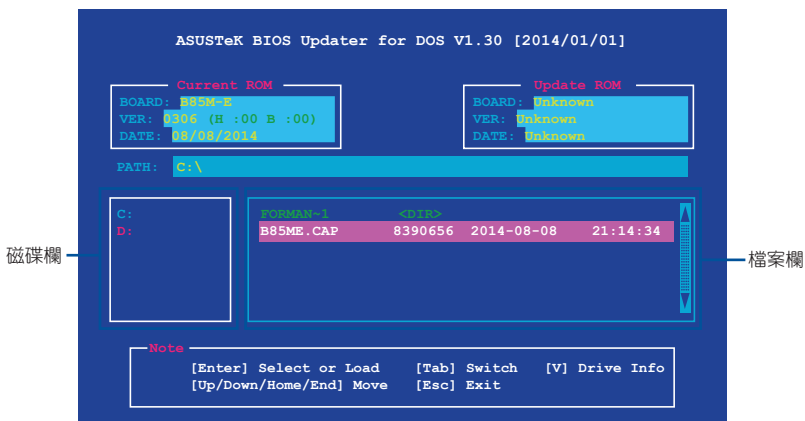 ASUSTeK BIOS Updater for DOS V1.30 [2014/01/01]
Current ROM
BOARD: B85M-E
VER: 0306 (H :00 B :00)
DATE: 08/08/2014
Update ROM
BOARD: Unknown
VER: Unknown
DATE: Unknown
PATH: C:\
C:
D:
FORMAN~1 <DIR>
B85ME.CAP 8390656 2014-08-08 21:14:34
磁碟欄
檔案欄
Note
[Enter] Select or Load [Tab] Switch [V] Drive Info
[Up/Down/Home/End] Move [Esc] Exit